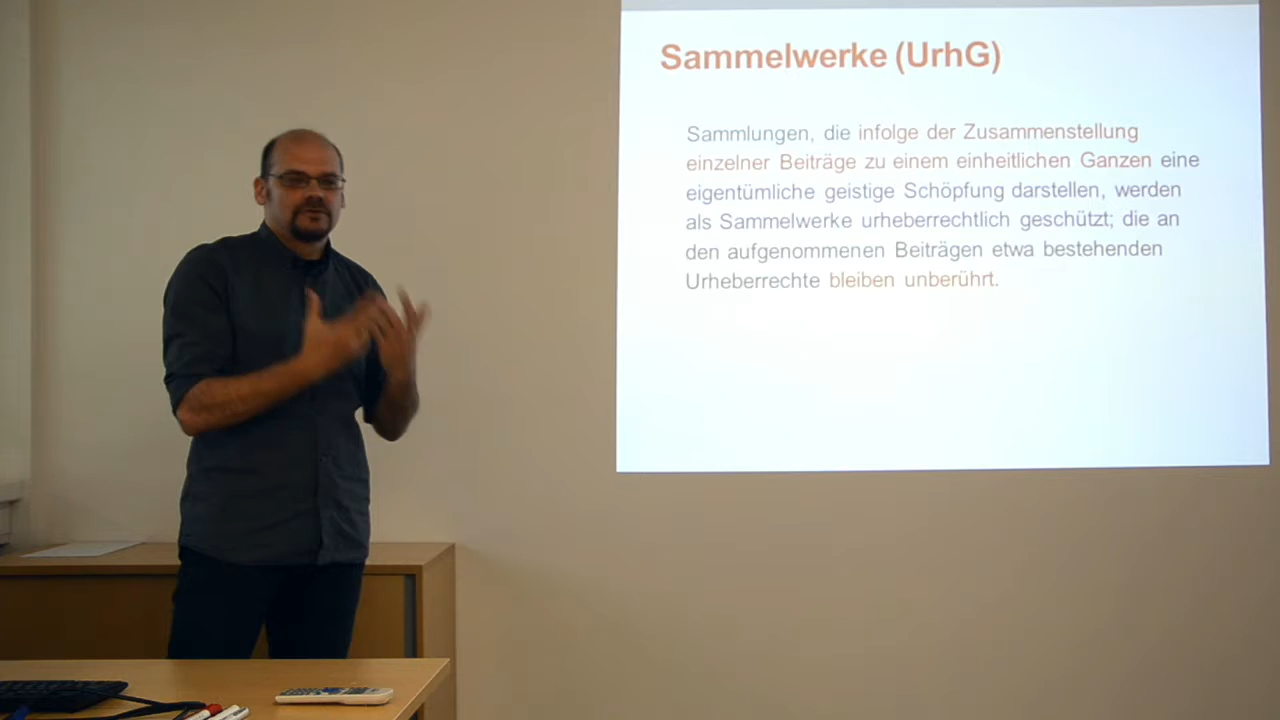 Sammelwerke (UrhG)
Sammlungen, die infolge der Zusammenstellung
einzelner Beiträge zu einem einheitlichen Ganzen eine
eigentümliche geistige Schöpfung darstellen, werden
als Sammelwerke urheberrechtlich geschützt; die an
den aufgenommenen Beiträgen etwa bestehenden
Urheberrechte bleiben unberührt.